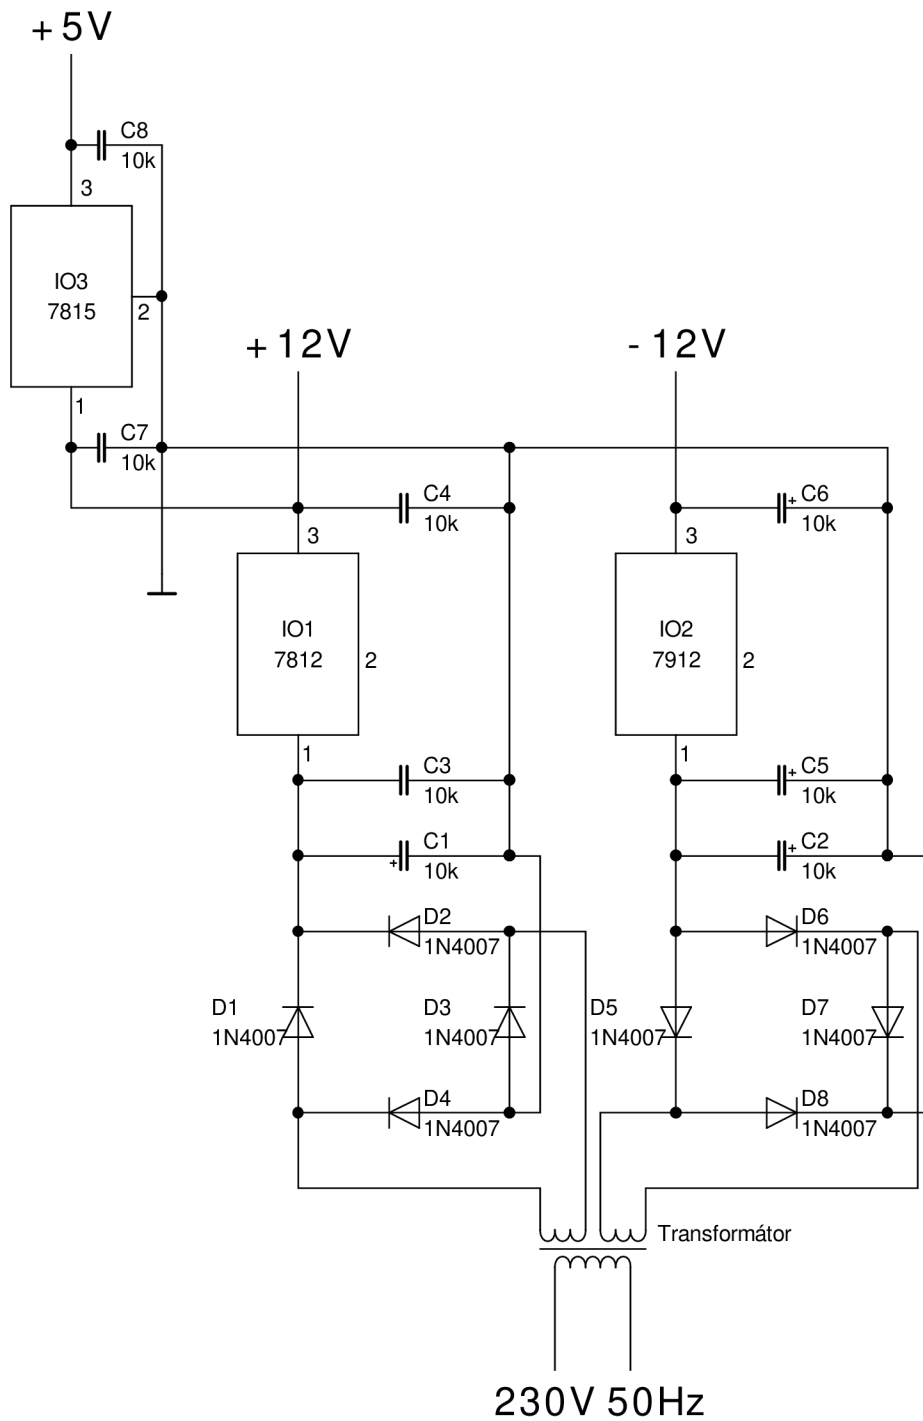 +5V
C8
10k
3
IO3
7815
2
1
C7
10k
+12V
- 12V
C4
10k
+ C6
10k
3
3
IO1
7812
2
IO2
7912
2
1
1
C3
10k
+ C5
10k
C1
+
10k
+ C2
10k
D2
1N4007
D6
1N4007
D1
1N4007
D3
1N4007
D5
1N4007
D7
1N4007
D4
1N4007
D8
1N4007
Transformátor
230V 50Hz